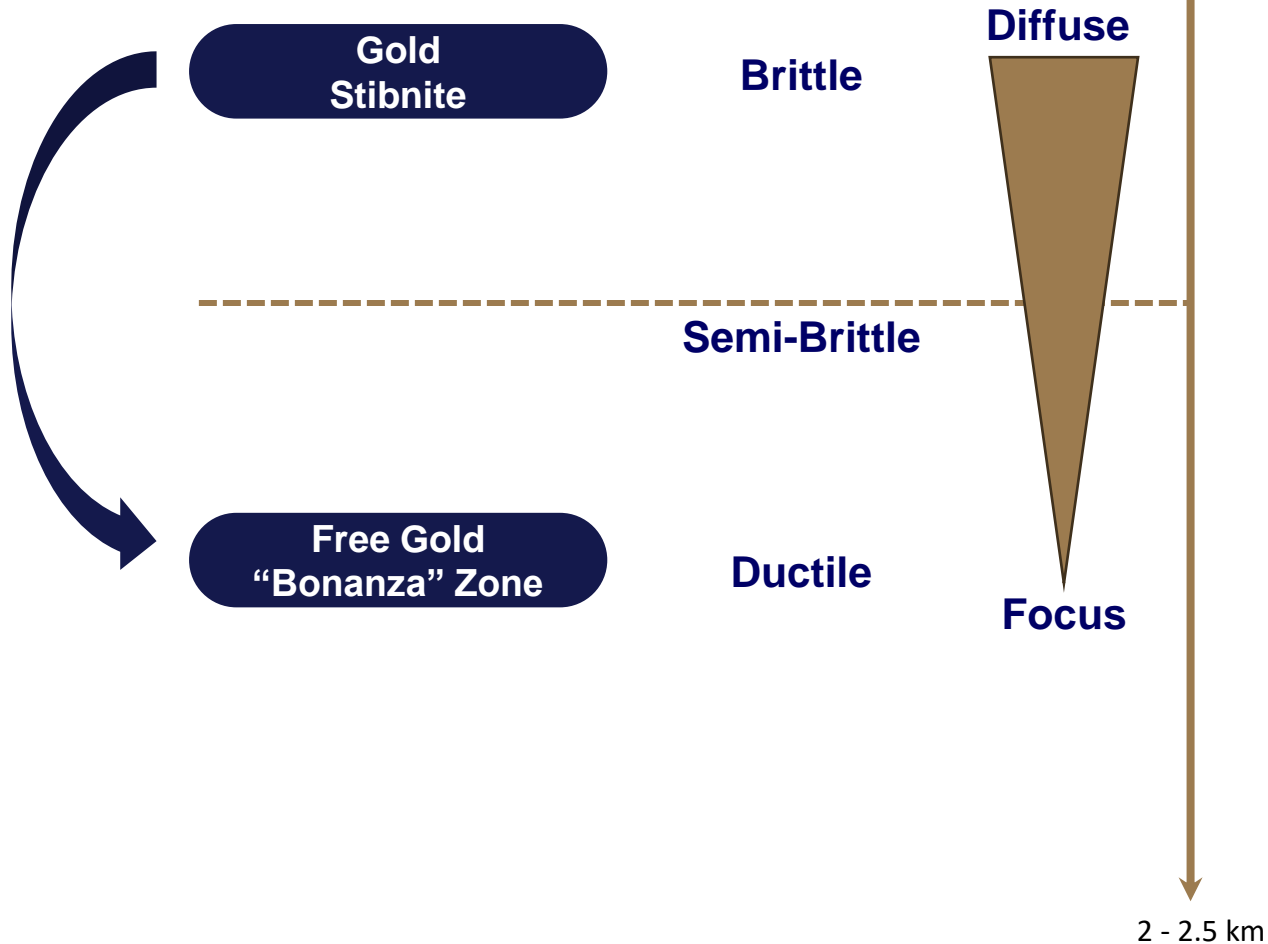 Diffuse
Gold
Stibnite
Brittle
Semi-Brittle
Free Gold
“Bonanza” Zone
Ductile
Focus
2 - 2.5 km